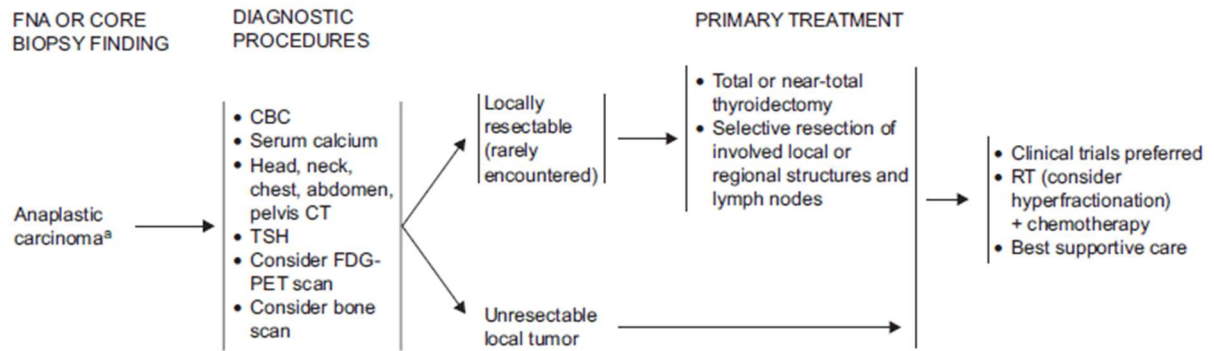 FNA OR CORE
BIOPSY FINDING
DIAGNOSTIC
PROCEDURES
PRIMARY TREATMENT
Anaplastic
carcinomaª
• CBC
• Serum calcium
• Head, neck,
chest, abdomen,
pelvis CT
• TSH
• Consider FDG-
PET scan
• Consider bone
scan
Locally
resectable
(rarely
encountered)
Unresectable
local tumor
• Total or near-total
thyroidectomy
• Selective resection of
involved local or
regional structures and
lymph nodes
• Clinical trials preferred
• RT (consider
hyperfractionation)
+ chemotherapy
• Best supportive care